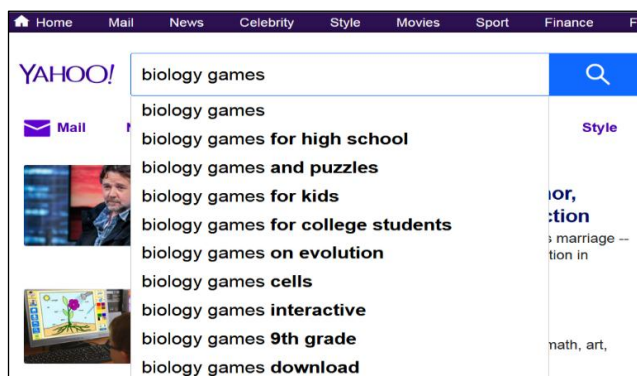 Home Mail News Celebrity Style Movies Sport Finance F
YAHOO! biology games
biology games
Mail
biology games for high school
Style
biology games and puzzles
biology games for kids
nor,
biology games for college students
ction
s marriage --
biology games on evolution
tion in
biology games cells
biology games interactive
biology games 9th grade
math, art,
biology games download